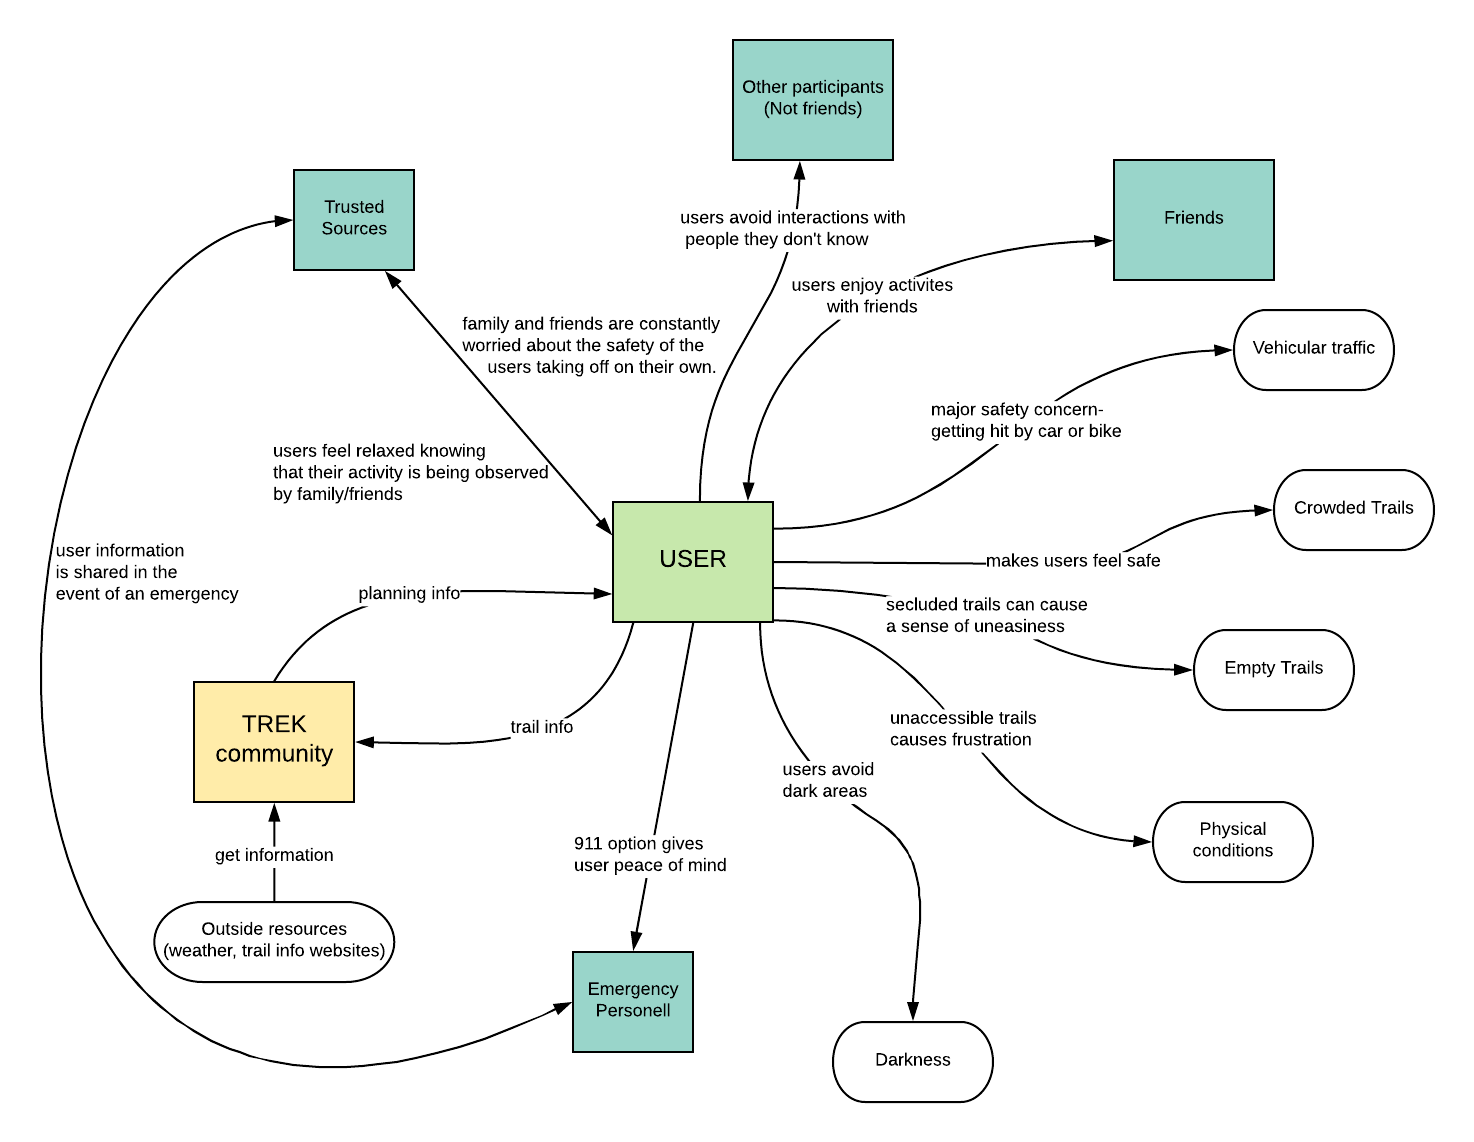 Other participants
(Not friends)
Trusted
Sources
Friends
users avoid interactions with
people they don't know
users enjoy activites
with friends
family and friends are constantly
worried about the safety of the
users taking off on their own.
Vehicular traffic
major safety concern-
getting hit by car or bike
users feel relaxed knowing
that their activity is being observed
by family/friends
Crowded Trails
USER
makes users feel safe
user information
is shared in the
event of an emergency
planning info
secluded trails can cause
a sense of uneasiness
Empty Trails
TREK
community
trail info
unaccessible trails
causes frustration
users avoid
dark areas
Physical
conditions
get information
911 option gives
user peace of mind
Outside resources
(weather, trail info websites)
Emergency
Personell
Darkness